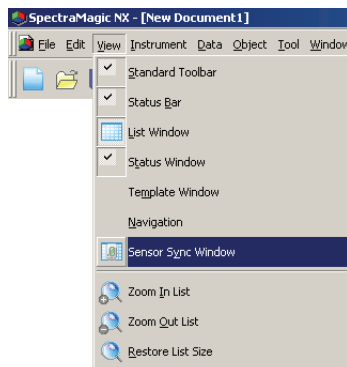 SpectraMagic NX - [New Document1]
File Edit View Instrument Data Object Tool Window
Standard Toolbar
Status Bar
List Window
Status Window
Template Window
Navigation
Sensor Sync Window
Zoom In List
Zoom Out List
Restore List Size